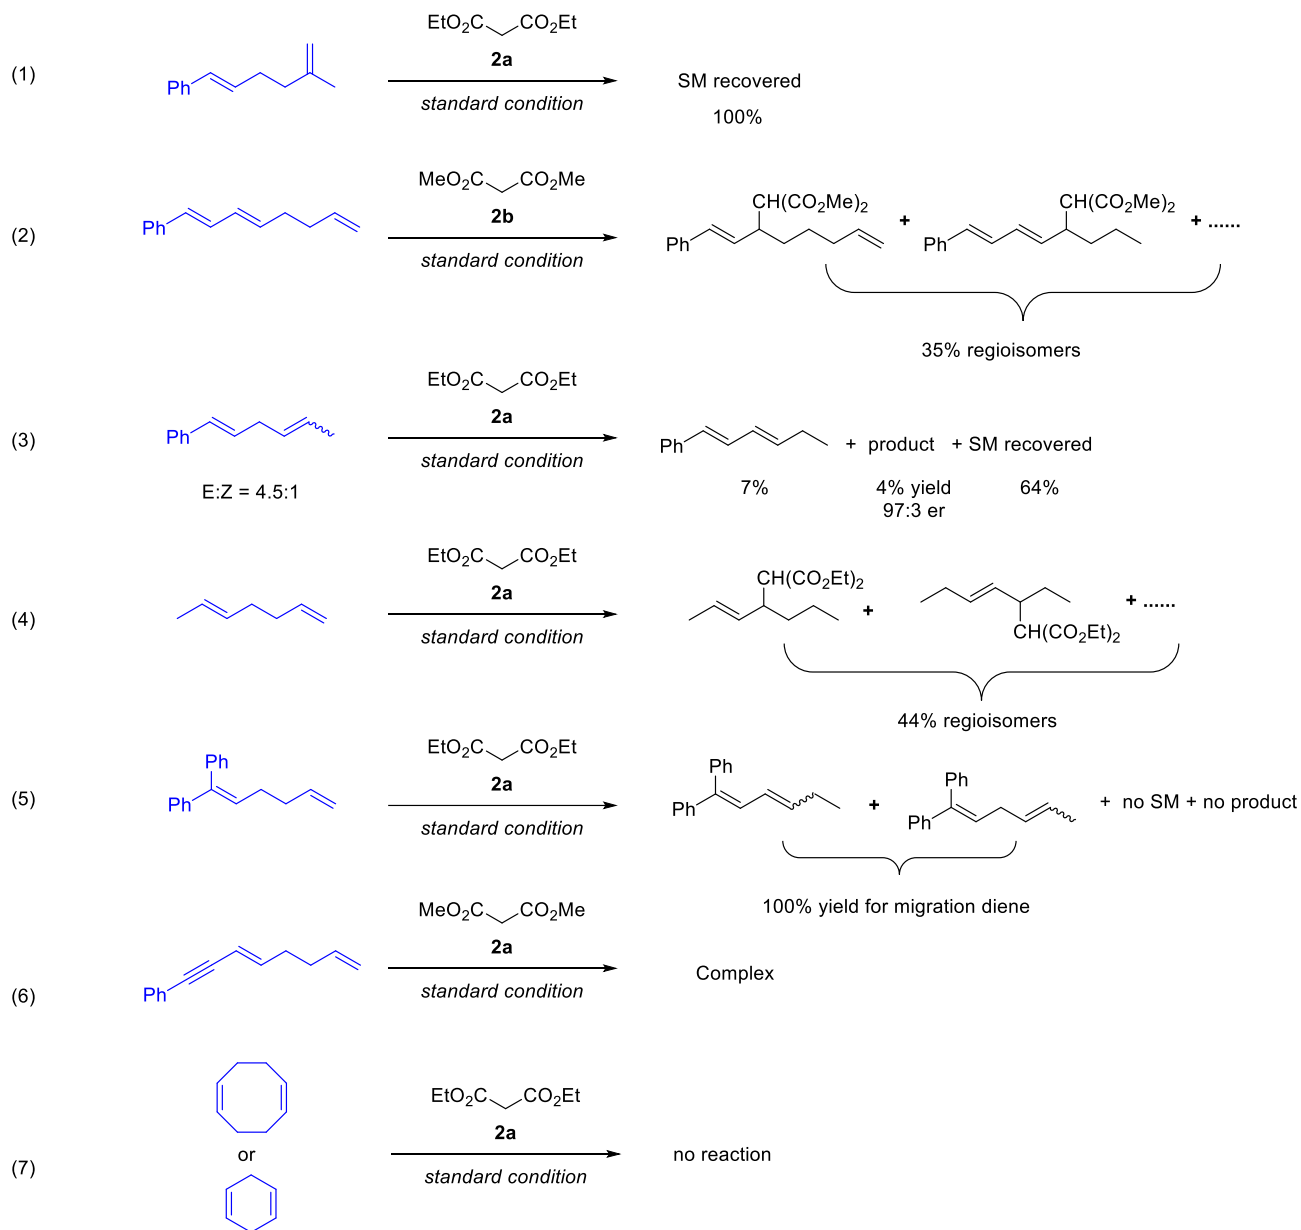 (1)
Ph
EtO2C CO2Et
2a
standard condition
SM recovered
100%
(2)
Ph
MeO2C CO2Me
2b
standard condition
CH(CO2Me)2
Ph
+
CH(CO2Me)2
Ph
+ ......
35% regioisomers
(3)
Ph
E:Z = 4.5:1
EtO2C CO2Et
2a
standard condition
Ph
+ product + SM recovered
7% 4% yield 64%
97:3 er
(4)
EtO2C CO2Et
2a
standard condition
CH(CO2Et)2
+
CH(CO2Et)2
+ ......
44% regioisomers
(5)
Ph
Ph
EtO2C CO2Et
2a
standard condition
Ph
Ph
+
Ph
Ph
+ no SM + no product
100% yield for migration diene
(6)
Ph
MeO2C CO2Me
2a
standard condition
Complex
(7)
or
EtO2C CO2Et
2a
standard condition
no reaction